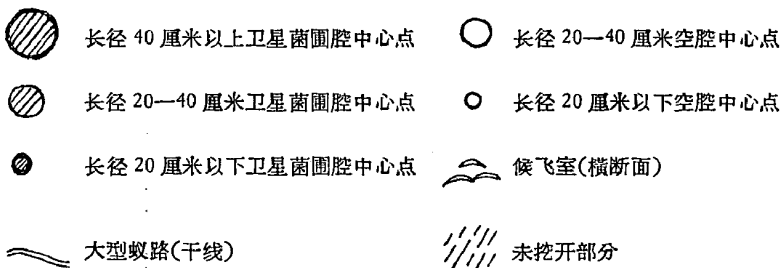 长径 40 厘米以上卫星菌圃腔中心点
长径 20—40 厘米空腔中心点
长径 20—40 厘米卫星菌圃腔中心点
长径 20 厘米以下空腔中心点
长径 20 厘米以下卫星菌圃腔中心点
候飞室(横断面)
大型蚁路(干线)
未挖开部分